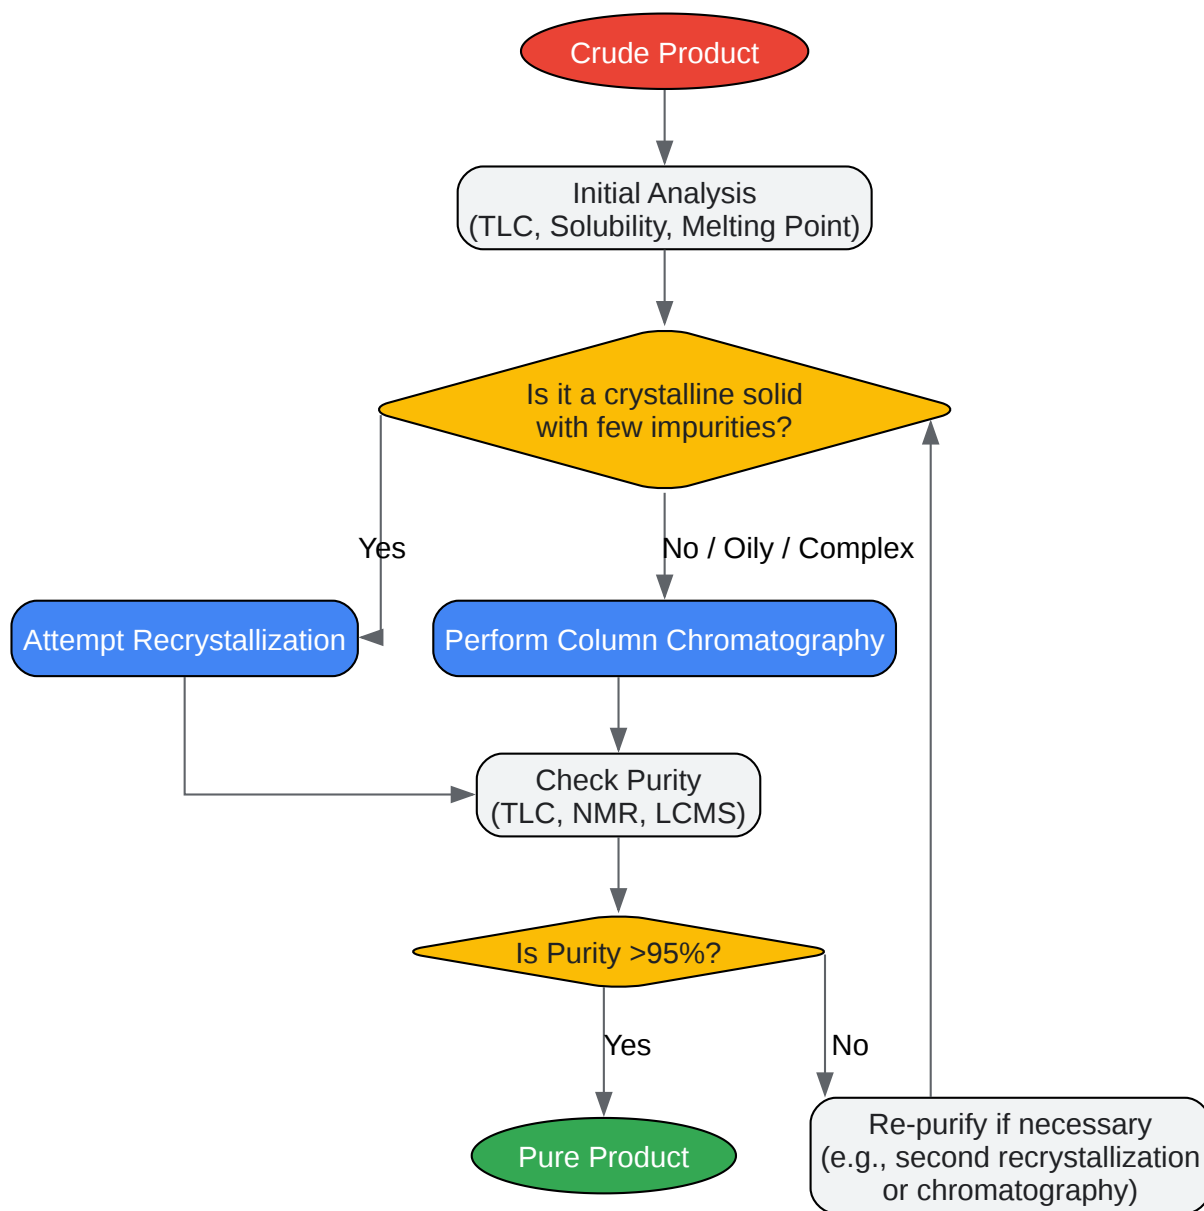 Crude Product
Initial Analysis
(TLC, Solubility, Melting Point)
Is it a crystalline solid
with few impurities?
Yes
No / Oily / Complex
Attempt Recrystallization
Perform Column Chromatography
Check Purity
(TLC, NMR, LCMS)
Is Purity >95%?
Yes
No
Pure Product
Re-purify if necessary
(e.g., second recrystallization
or chromatography)